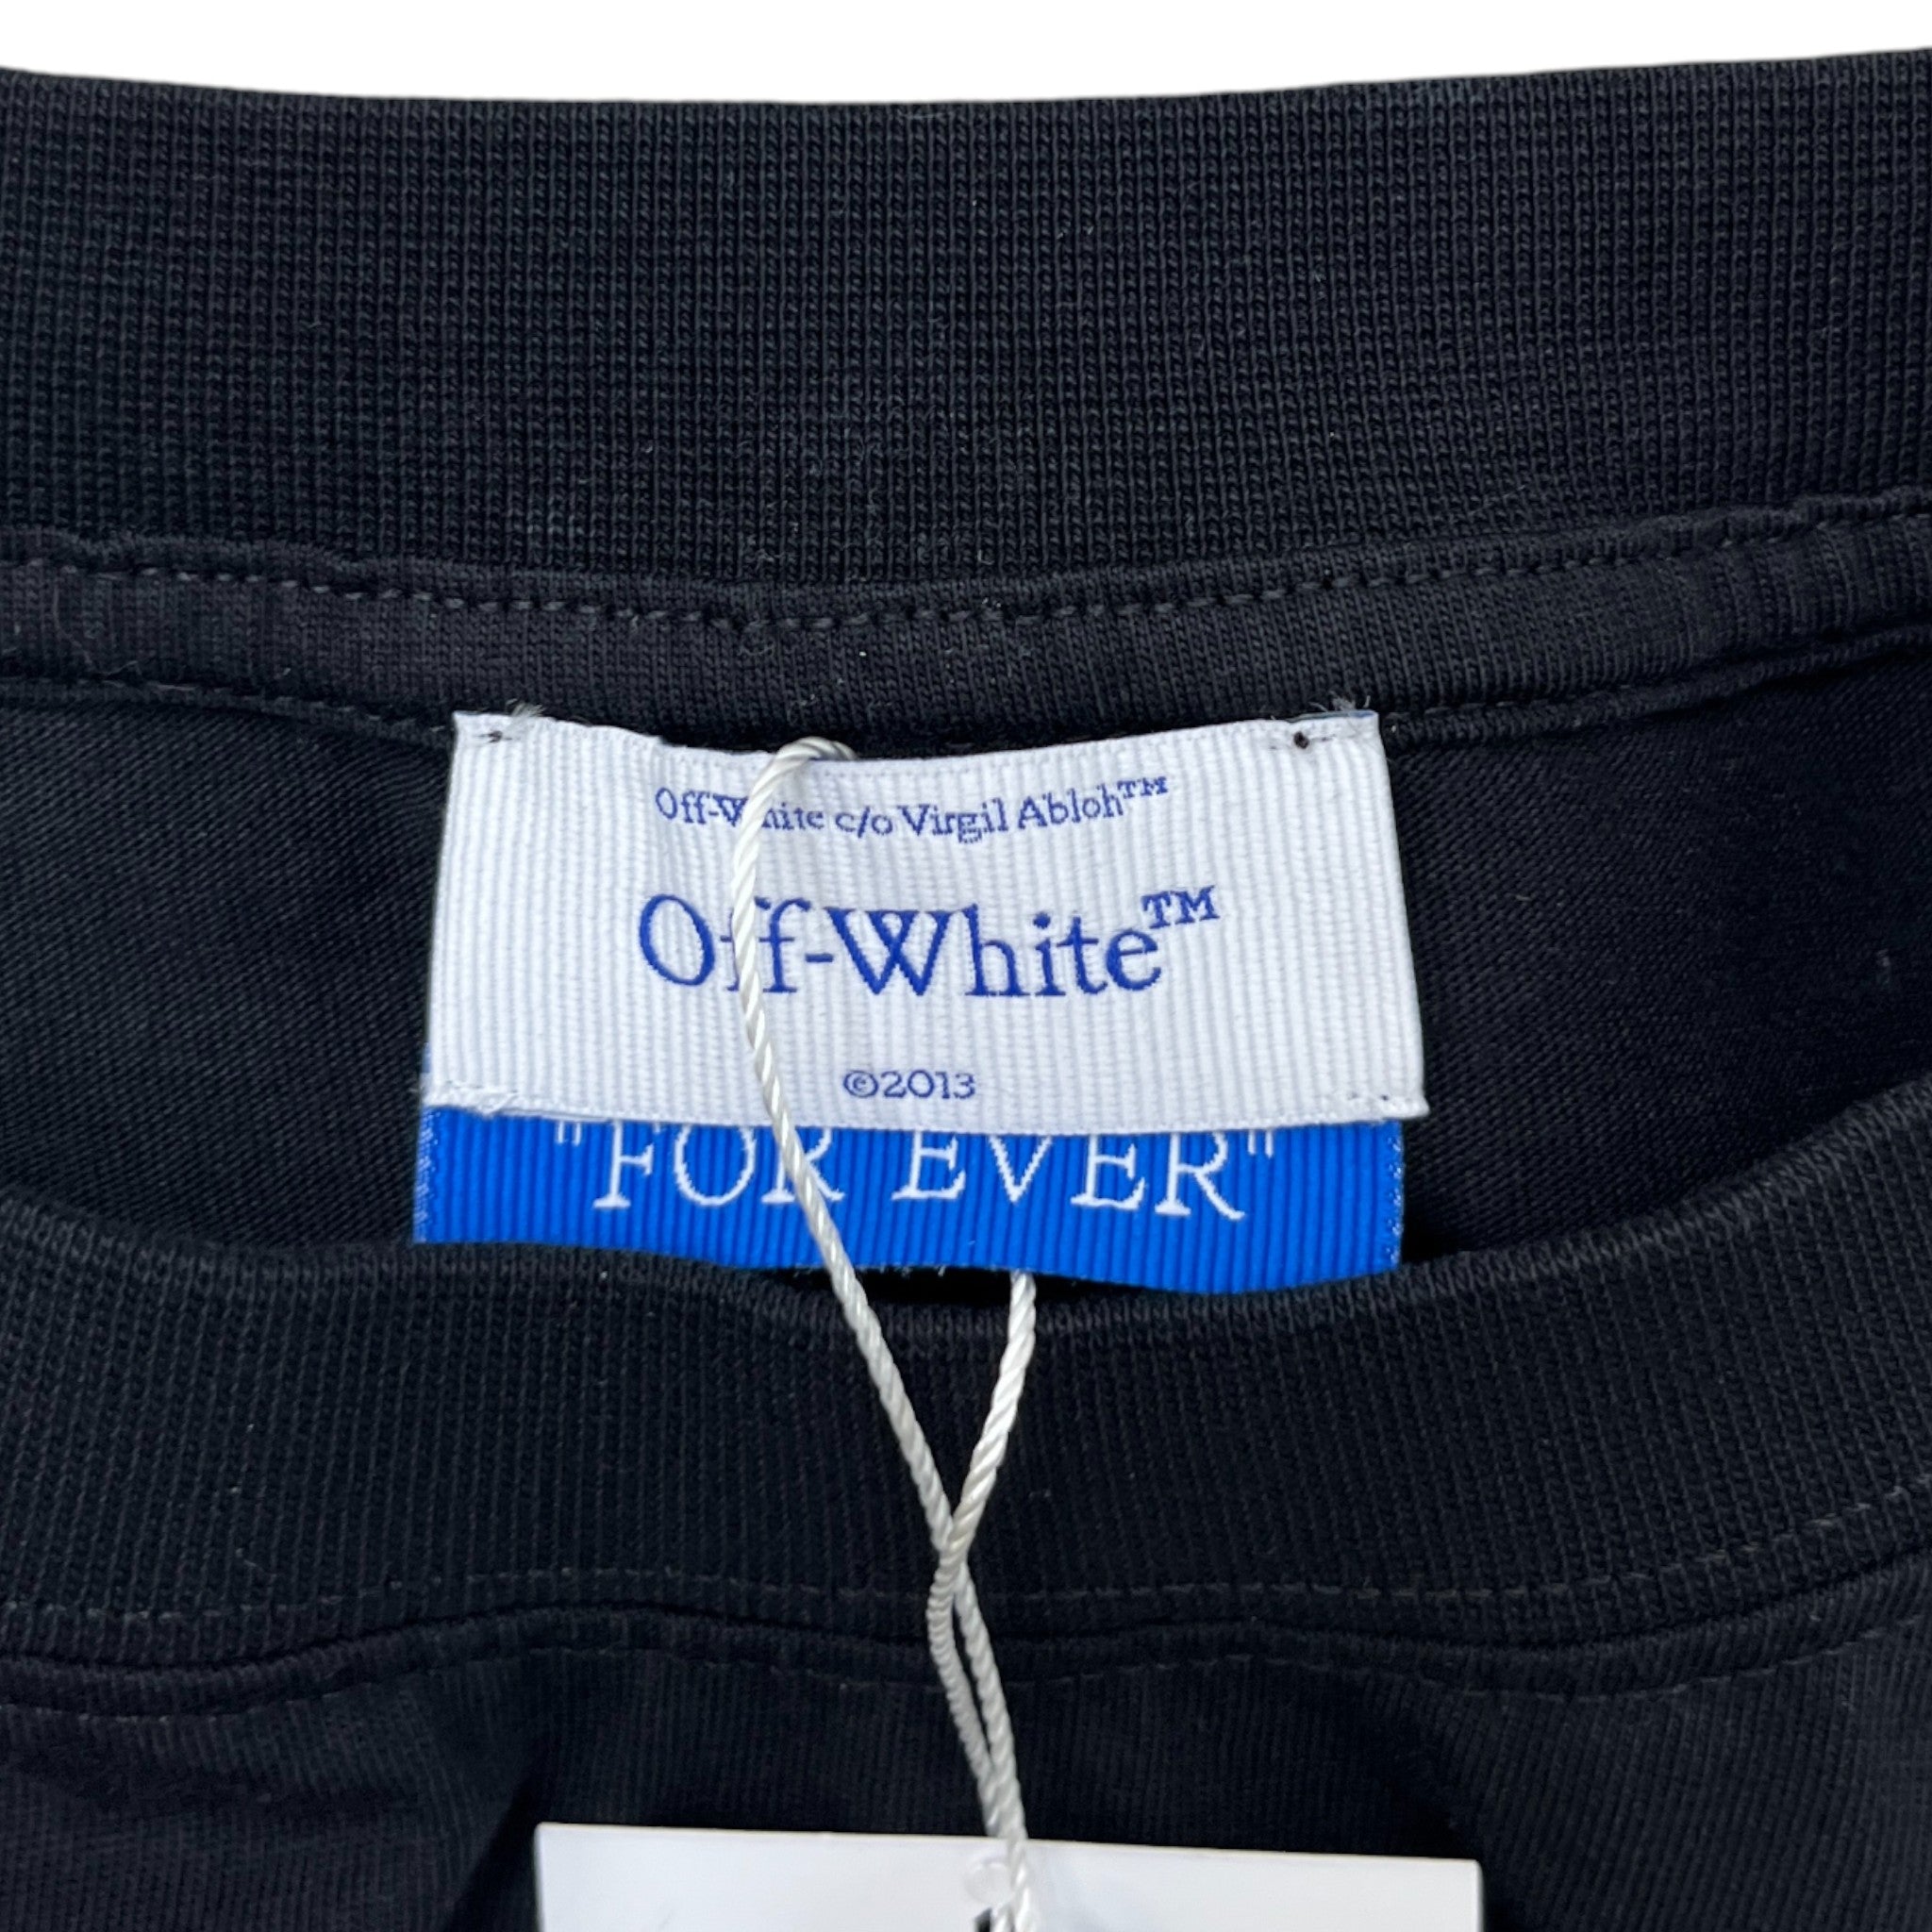 Off-White c/o Virgil Abloh™
Off-White™
©2013
"FOR EVER"